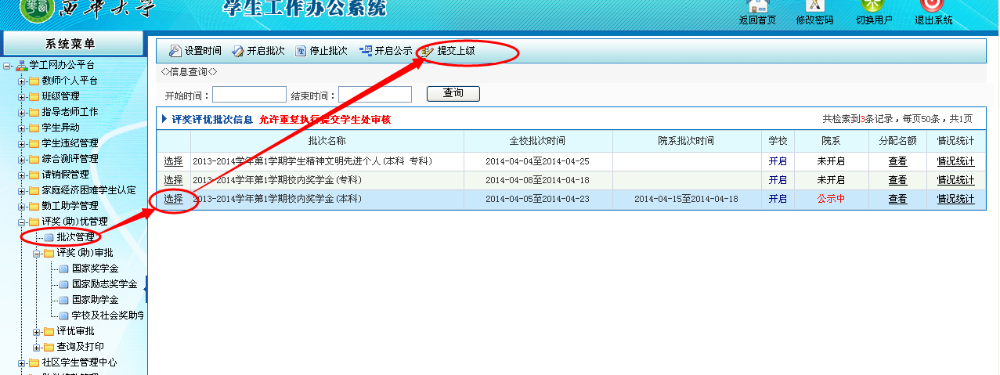 西华大学 学生工作办公系统
返回首页 修改密码 切换用户 退出系统
系统菜单
学工网办公平台
教师个人平台
班级管理
指导老师工作
学生异动
学生违纪管理
综合测评管理
请销假管理
家庭经济困难学生认定
勤工助学管理
评奖(助)优管理
批次管理
评奖(助)审批
国家奖学金
国家励志奖学金
国家助学金
学校及社会奖助学
评优审批
查询及打印
社区学生管理中心
设置时间 开启批次 停止批次 开启公示 提交上级
◇信息查询◇
开始时间: 结束时间: 查询
评奖评优批次信息 允许重复执行提交学生处审核 共检索到3条记录,每页50条,共1页
批次名称 全校批次时间 院系批次时间 学校 院系 分配名额 情况统计
选择 2013-2014学年第1学期学生精神文明先进个人(本科 专科) 2014-04-04至2014-04-25 开启 未开启 查看 情况统计
选择 2013-2014学年第1学期校内奖学金(专科) 2014-04-08至2014-04-18 开启 未开启 查看 情况统计
选择 2013-2014学年第1学期校内奖学金(本科) 2014-04-05至2014-04-23 2014-04-15至2014-04-18 开启 公示中 查看 情况统计